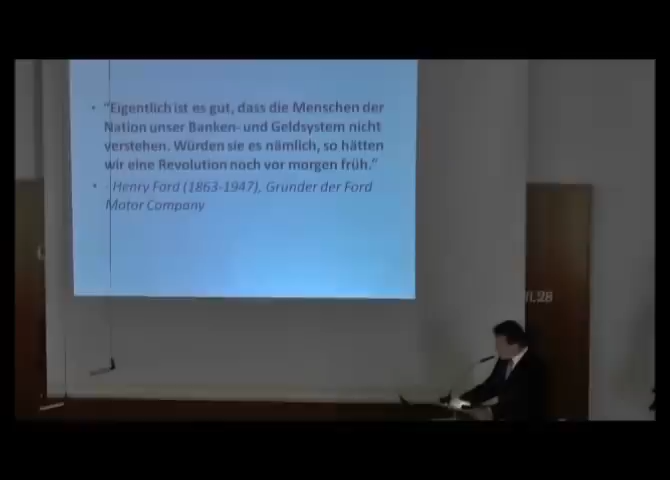 • "Eigentlich ist es gut, dass die Menschen der
Nation unser Banken- und Geldsystem nicht
verstehen. Würden sie es nämlich, so hätten
wir eine Revolution noch vor morgen früh."
• Henry Ford (1863-1947), Gründer der Ford
Motor Company